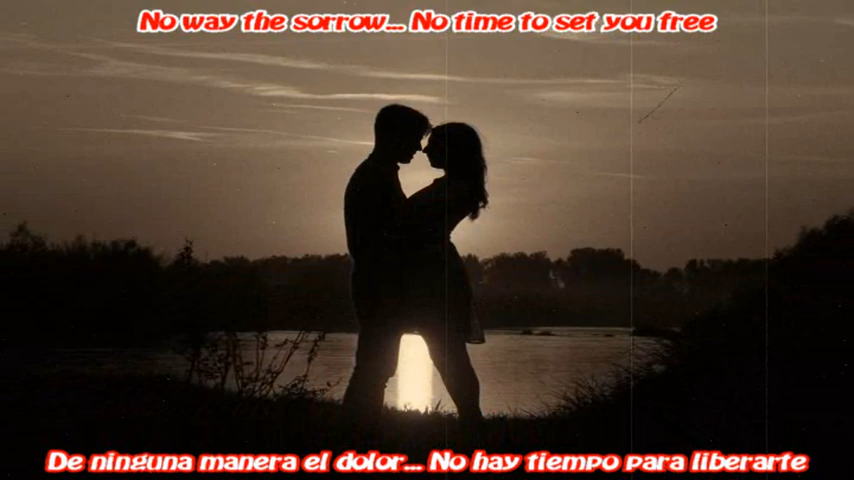 No way the sorrow... No time to set you free
De ninguna manera el dolor... No hay tiempo para liberarte